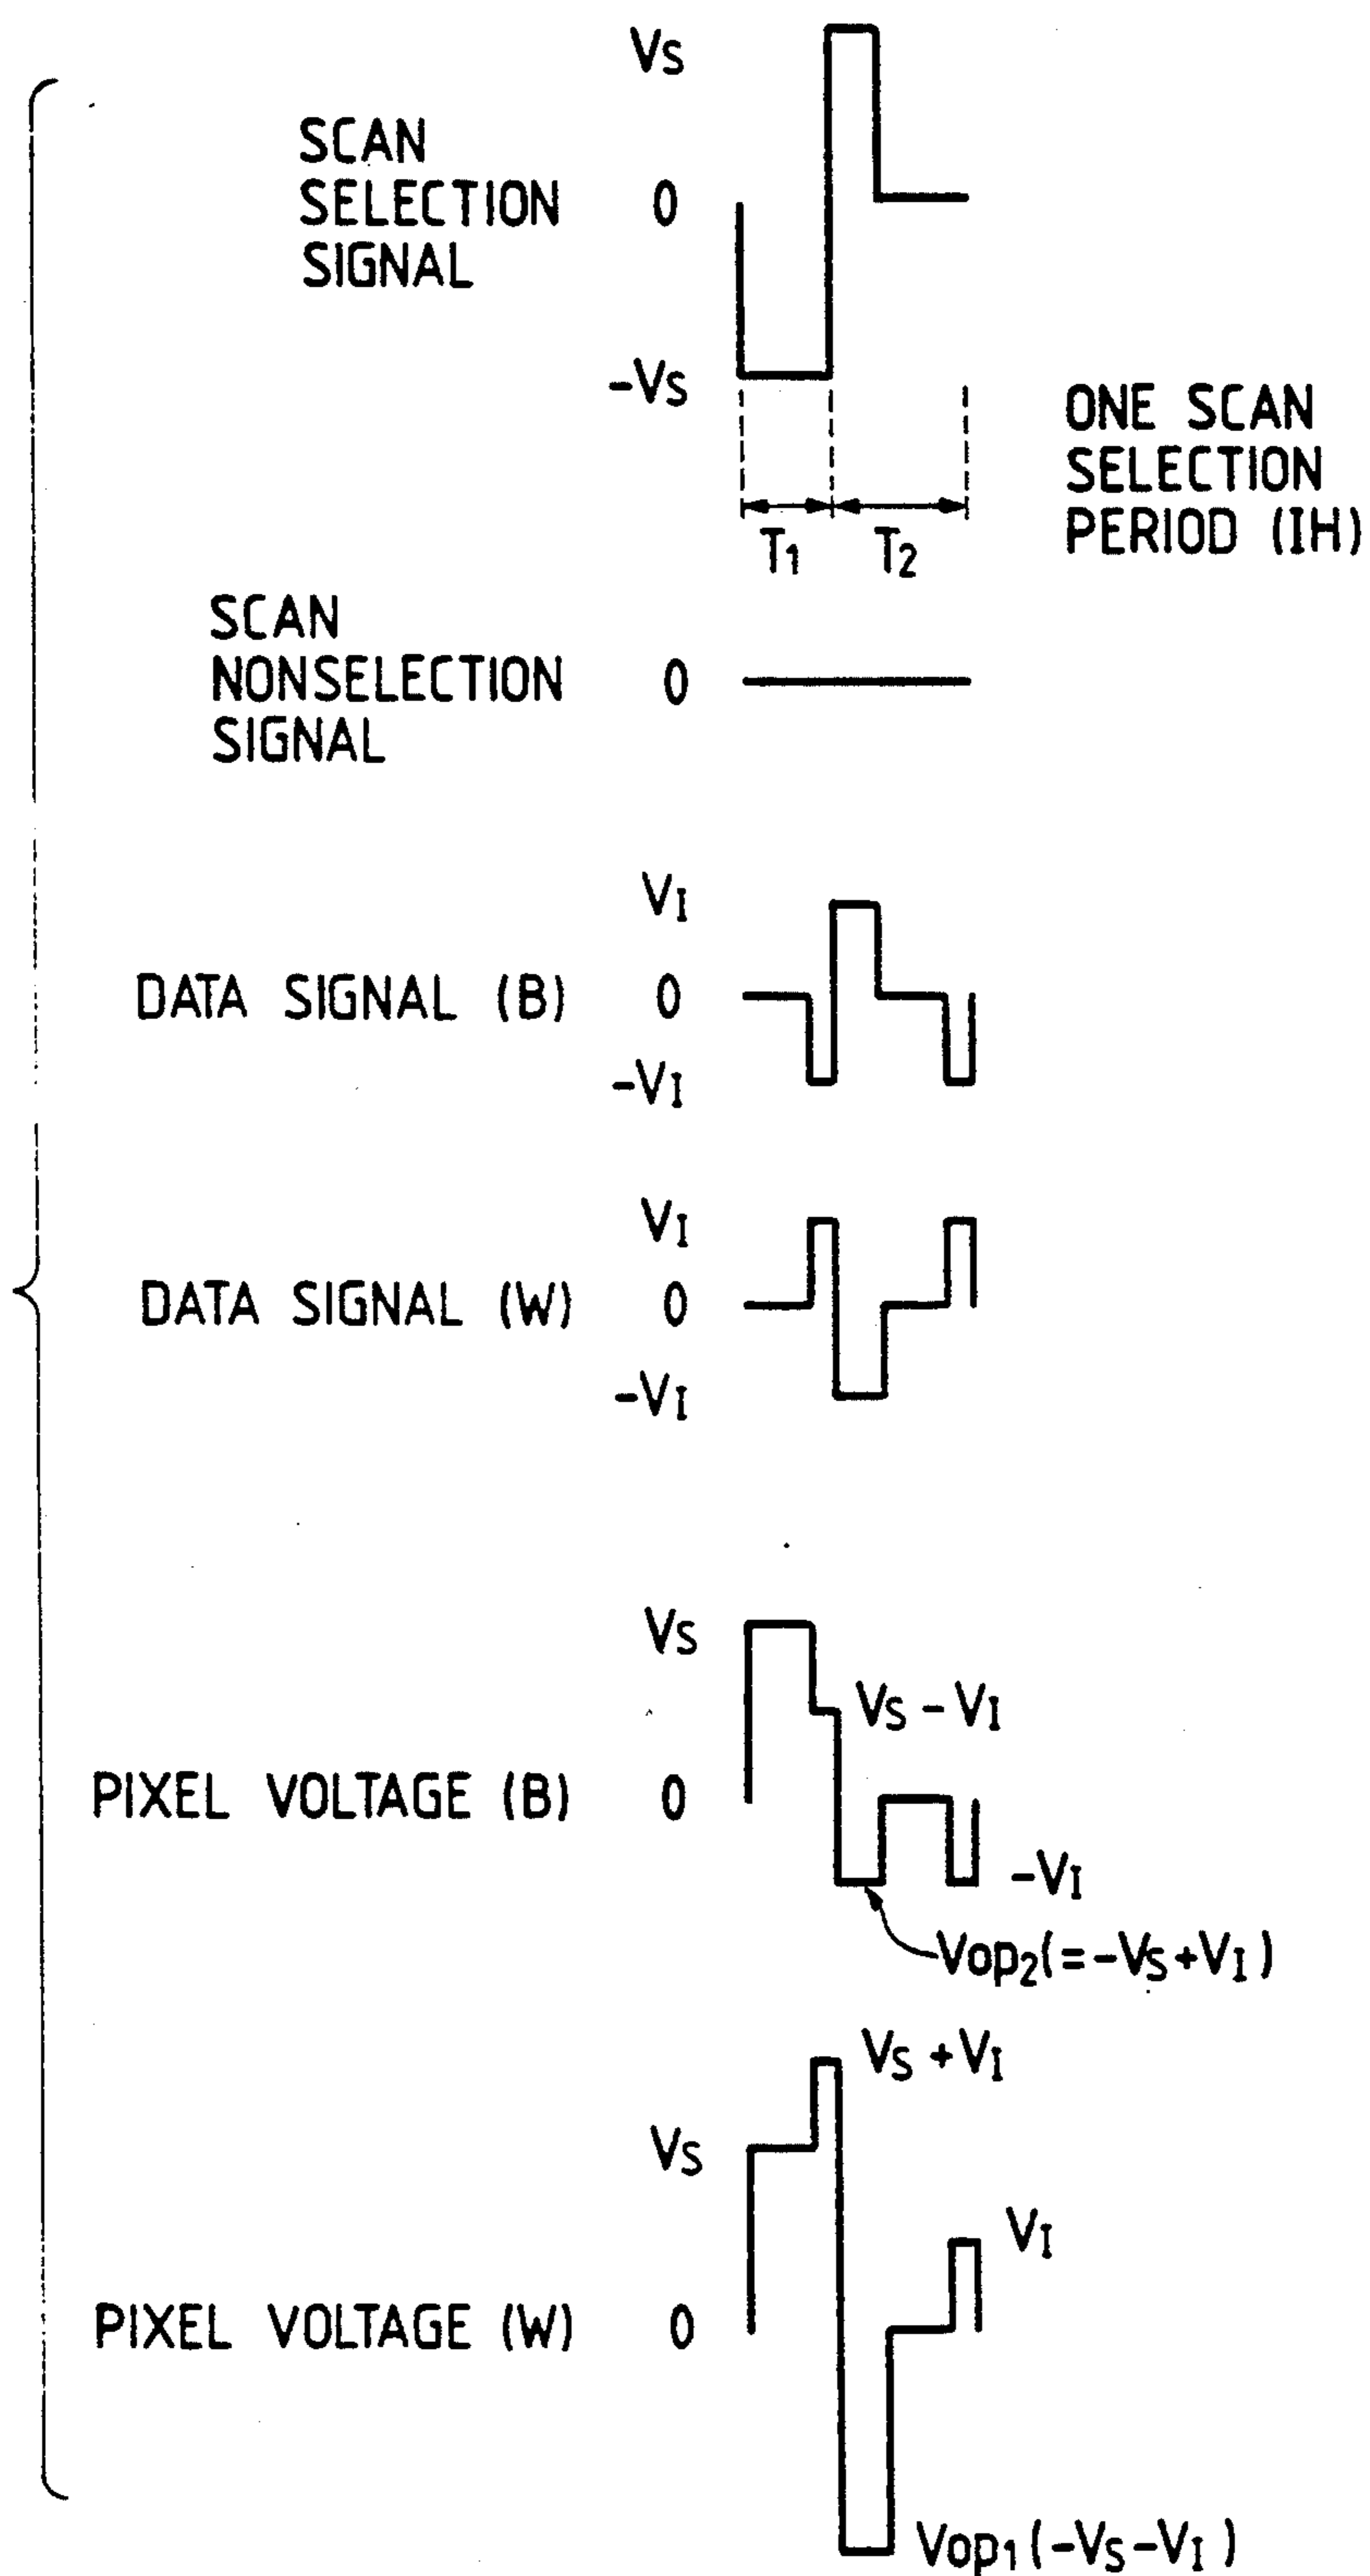 VS
SCAN
SELECTION
SIGNAL
0
-VS
ONE SCAN
SELECTION
PERIOD (IH)
T1
T2
SCAN
NONSELECTION
SIGNAL
0
VI
DATA SIGNAL (B)
0
-VI
VI
DATA SIGNAL (W)
0
-VI
VS
VS - VI
PIXEL VOLTAGE (B)
0
-VI
Vop2(=-VS+VI)
VS + VI
VS
VI
PIXEL VOLTAGE (W)
0
Vop1(-VS-VI)